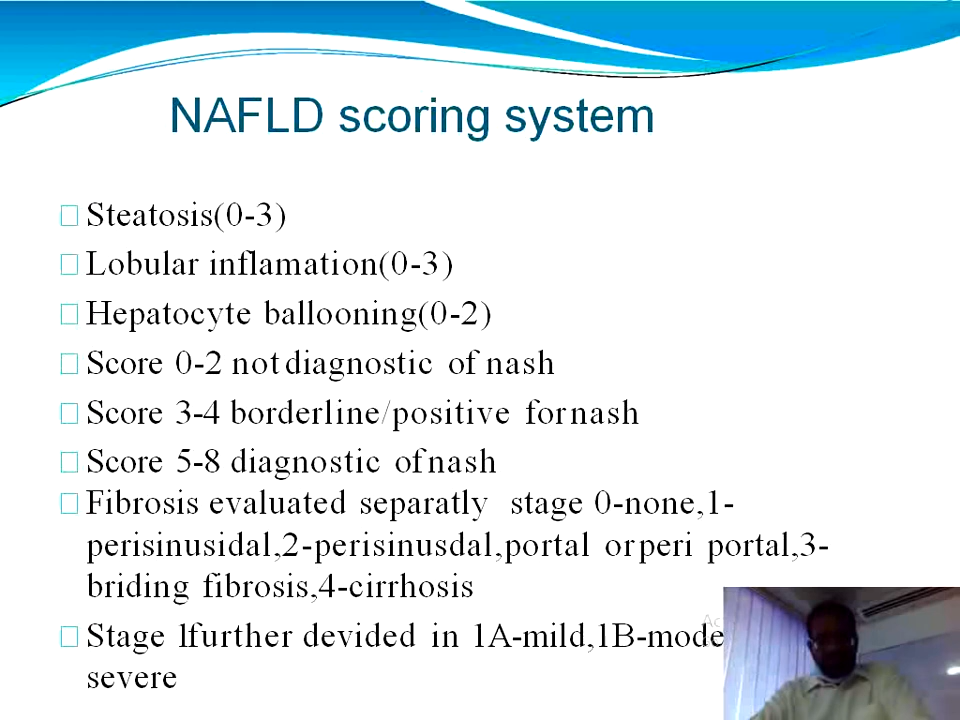 NAFLD scoring system
Steatosis(0-3)
Lobular inflamation(0-3)
Hepatocyte ballooning(0-2)
Score 0-2 not diagnostic of nash
Score 3-4 borderline/positive for nash
Score 5-8 diagnostic of nash
Fibrosis evaluated separatly stage 0-none,1-
perisinusidal,2-perisinusdal,portal or peri portal,3-
briding fibrosis,4-cirrhosis
Stage 1further devided in 1A-mild,1B-mode
severe